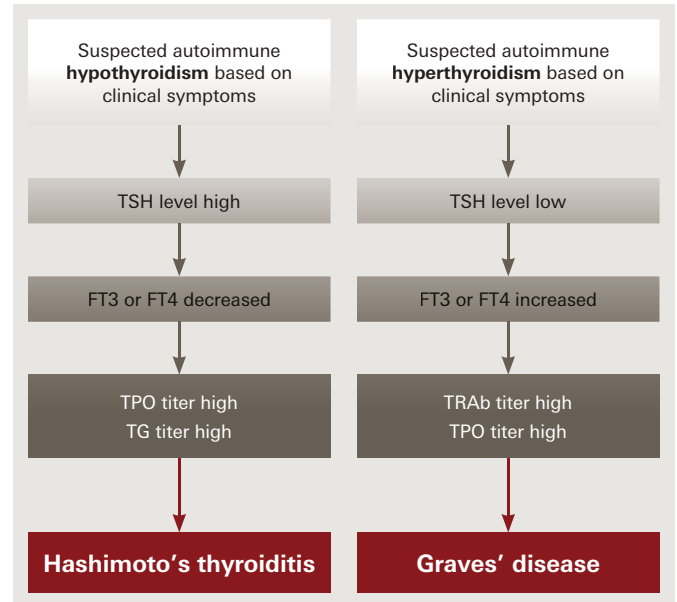 Suspected autoimmune
hypothyroidism based on
clinical symptoms
TSH level high
FT3 or FT4 decreased
TPO titer high
TG titer high
Hashimoto’s thyroiditis
Suspected autoimmune
hyperthyroidism based on
clinical symptoms
TSH level low
FT3 or FT4 increased
TRAb titer high
TPO titer high
Graves’ disease